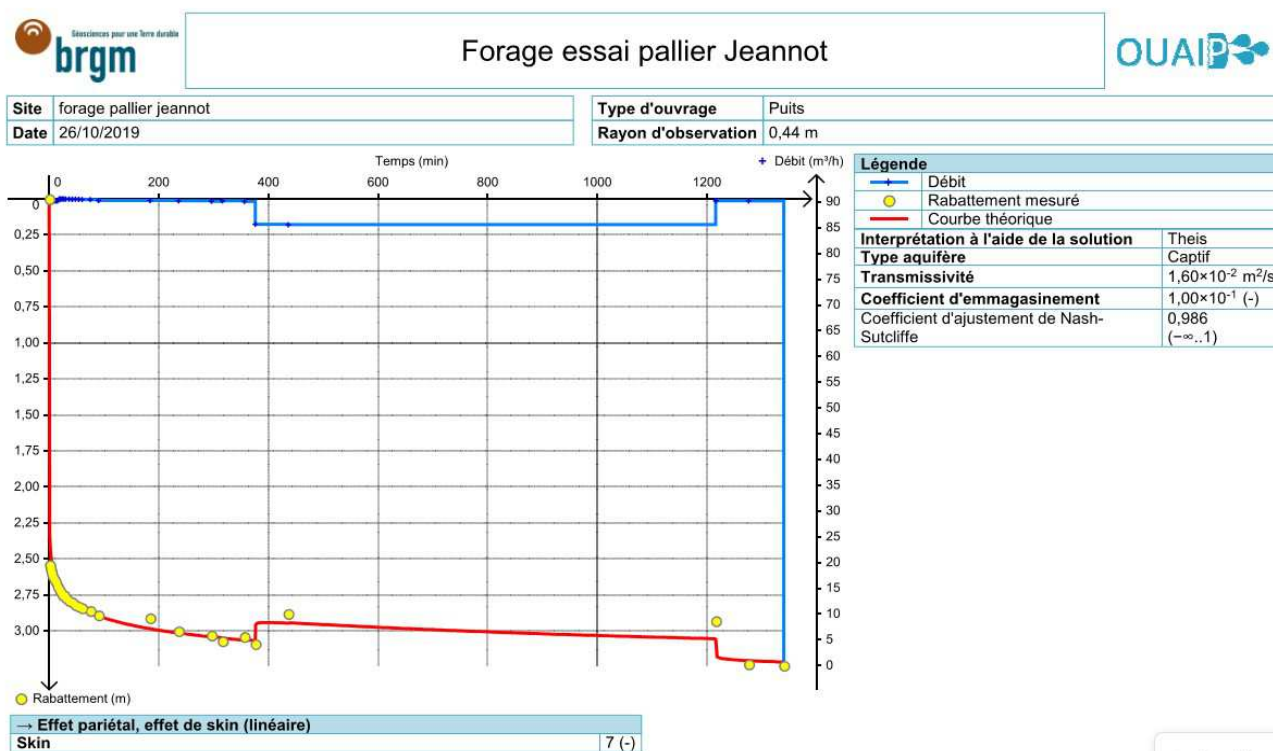 Géosciences pour une Terre durable
brgm
Forage essai pallier Jeannot
OUAIP
Site forage pallier jeannot
Date 26/10/2019
Type d'ouvrage Puits
Rayon d'observation 0,44 m
Temps (min)
+ Débit (m³/h)
0 200 400 600 800 1000 1200
0
0,25
0,50
0,75
1,00
1,25
1,50
1,75
2,00
2,25
2,50
2,75
3,00
90
85
80
75
70
65
60
55
50
45
40
35
30
25
20
15
10
5
0
Rabattement (m)
Légende
Débit
Rabattement mesuré
Courbe théorique
Interprétation à l'aide de la solution Theis
Type aquifère Captif
Transmissivité 1,60×10⁻² m²/s
Coefficient d'emmagasinement 1,00×10⁻¹ (-)
Coefficient d'ajustement de Nash- 0,986
Sutcliffe (−∞..1)
→ Effet pariétal, effet de skin (linéaire)
Skin 7 (-)